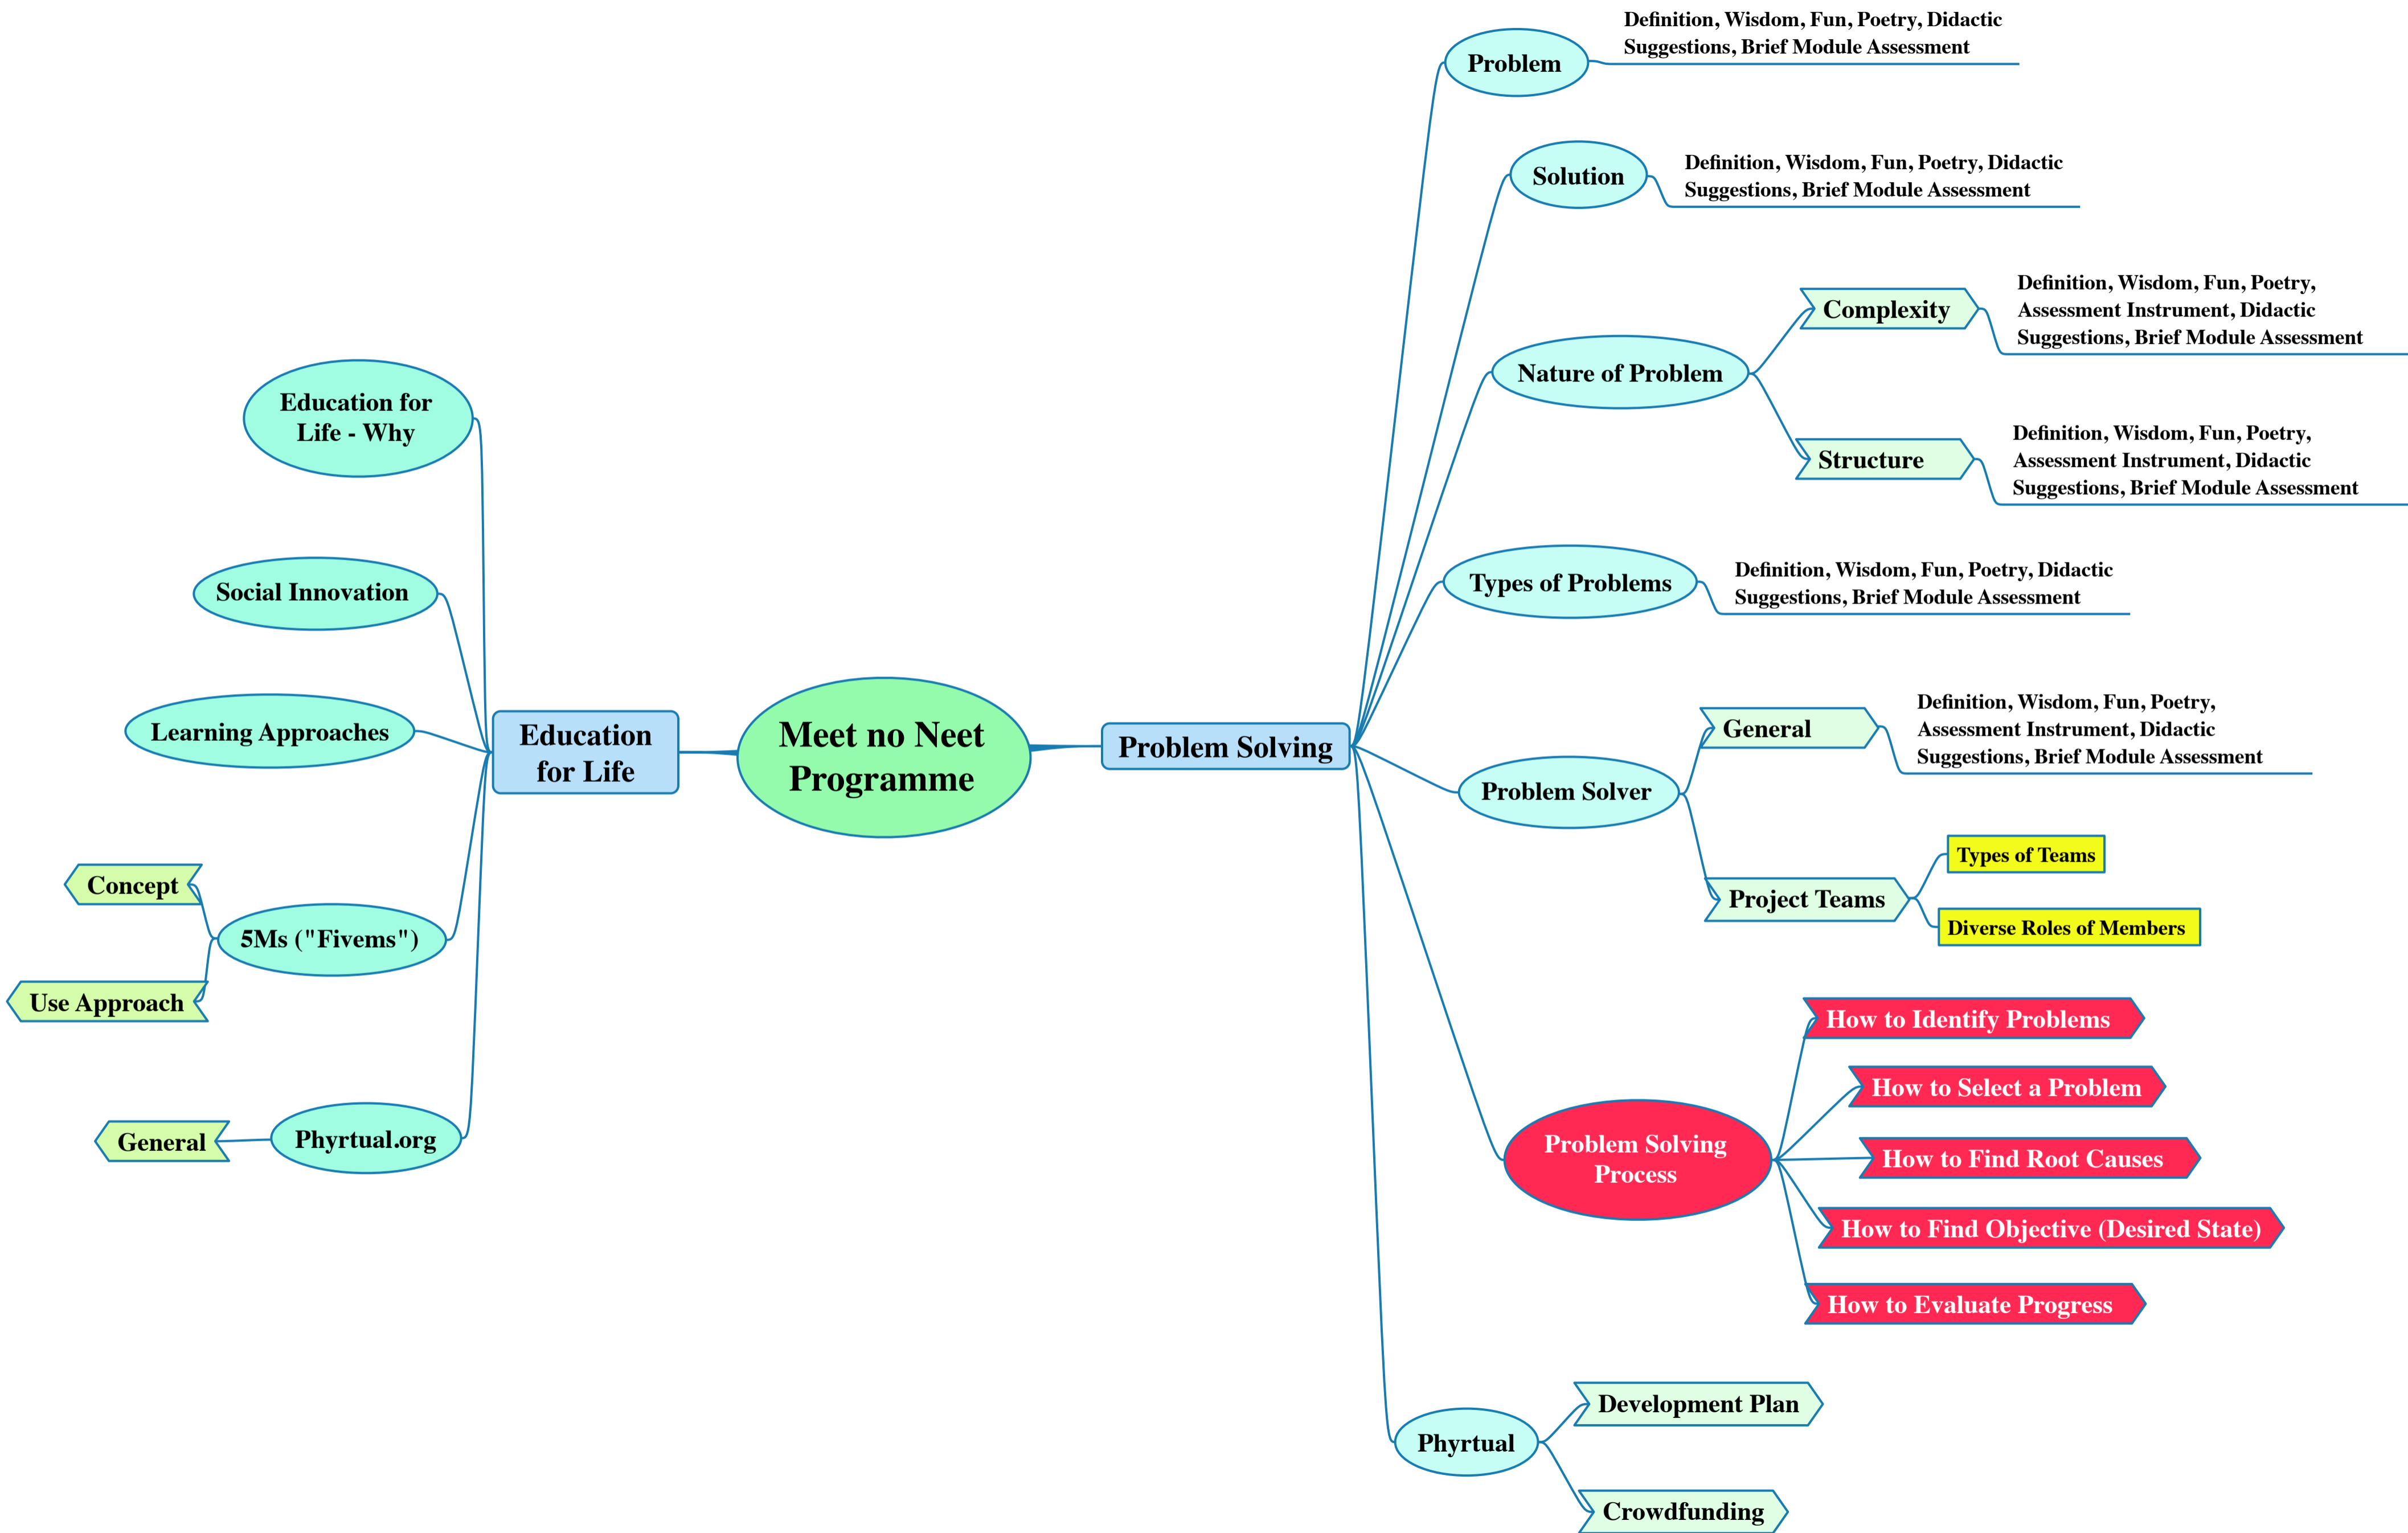 Meet no Neet
Programme
Education
for Life
Education for
Life - Why
Social Innovation
Learning Approaches
5Ms ("Fivems")
Concept
Use Approach
Phyrtual.org
General
Problem Solving
Problem
Definition, Wisdom, Fun, Poetry, Didactic
Suggestions, Brief Module Assessment
Solution
Definition, Wisdom, Fun, Poetry, Didactic
Suggestions, Brief Module Assessment
Nature of Problem
Complexity
Definition, Wisdom, Fun, Poetry,
Assessment Instrument, Didactic
Suggestions, Brief Module Assessment
Structure
Definition, Wisdom, Fun, Poetry,
Assessment Instrument, Didactic
Suggestions, Brief Module Assessment
Types of Problems
Definition, Wisdom, Fun, Poetry, Didactic
Suggestions, Brief Module Assessment
Problem Solver
General
Definition, Wisdom, Fun, Poetry,
Assessment Instrument, Didactic
Suggestions, Brief Module Assessment
Project Teams
Types of Teams
Diverse Roles of Members
Problem Solving
Process
How to Identify Problems
How to Select a Problem
How to Find Root Causes
How to Find Objective (Desired State)
How to Evaluate Progress
Phyrtual
Development Plan
Crowdfunding